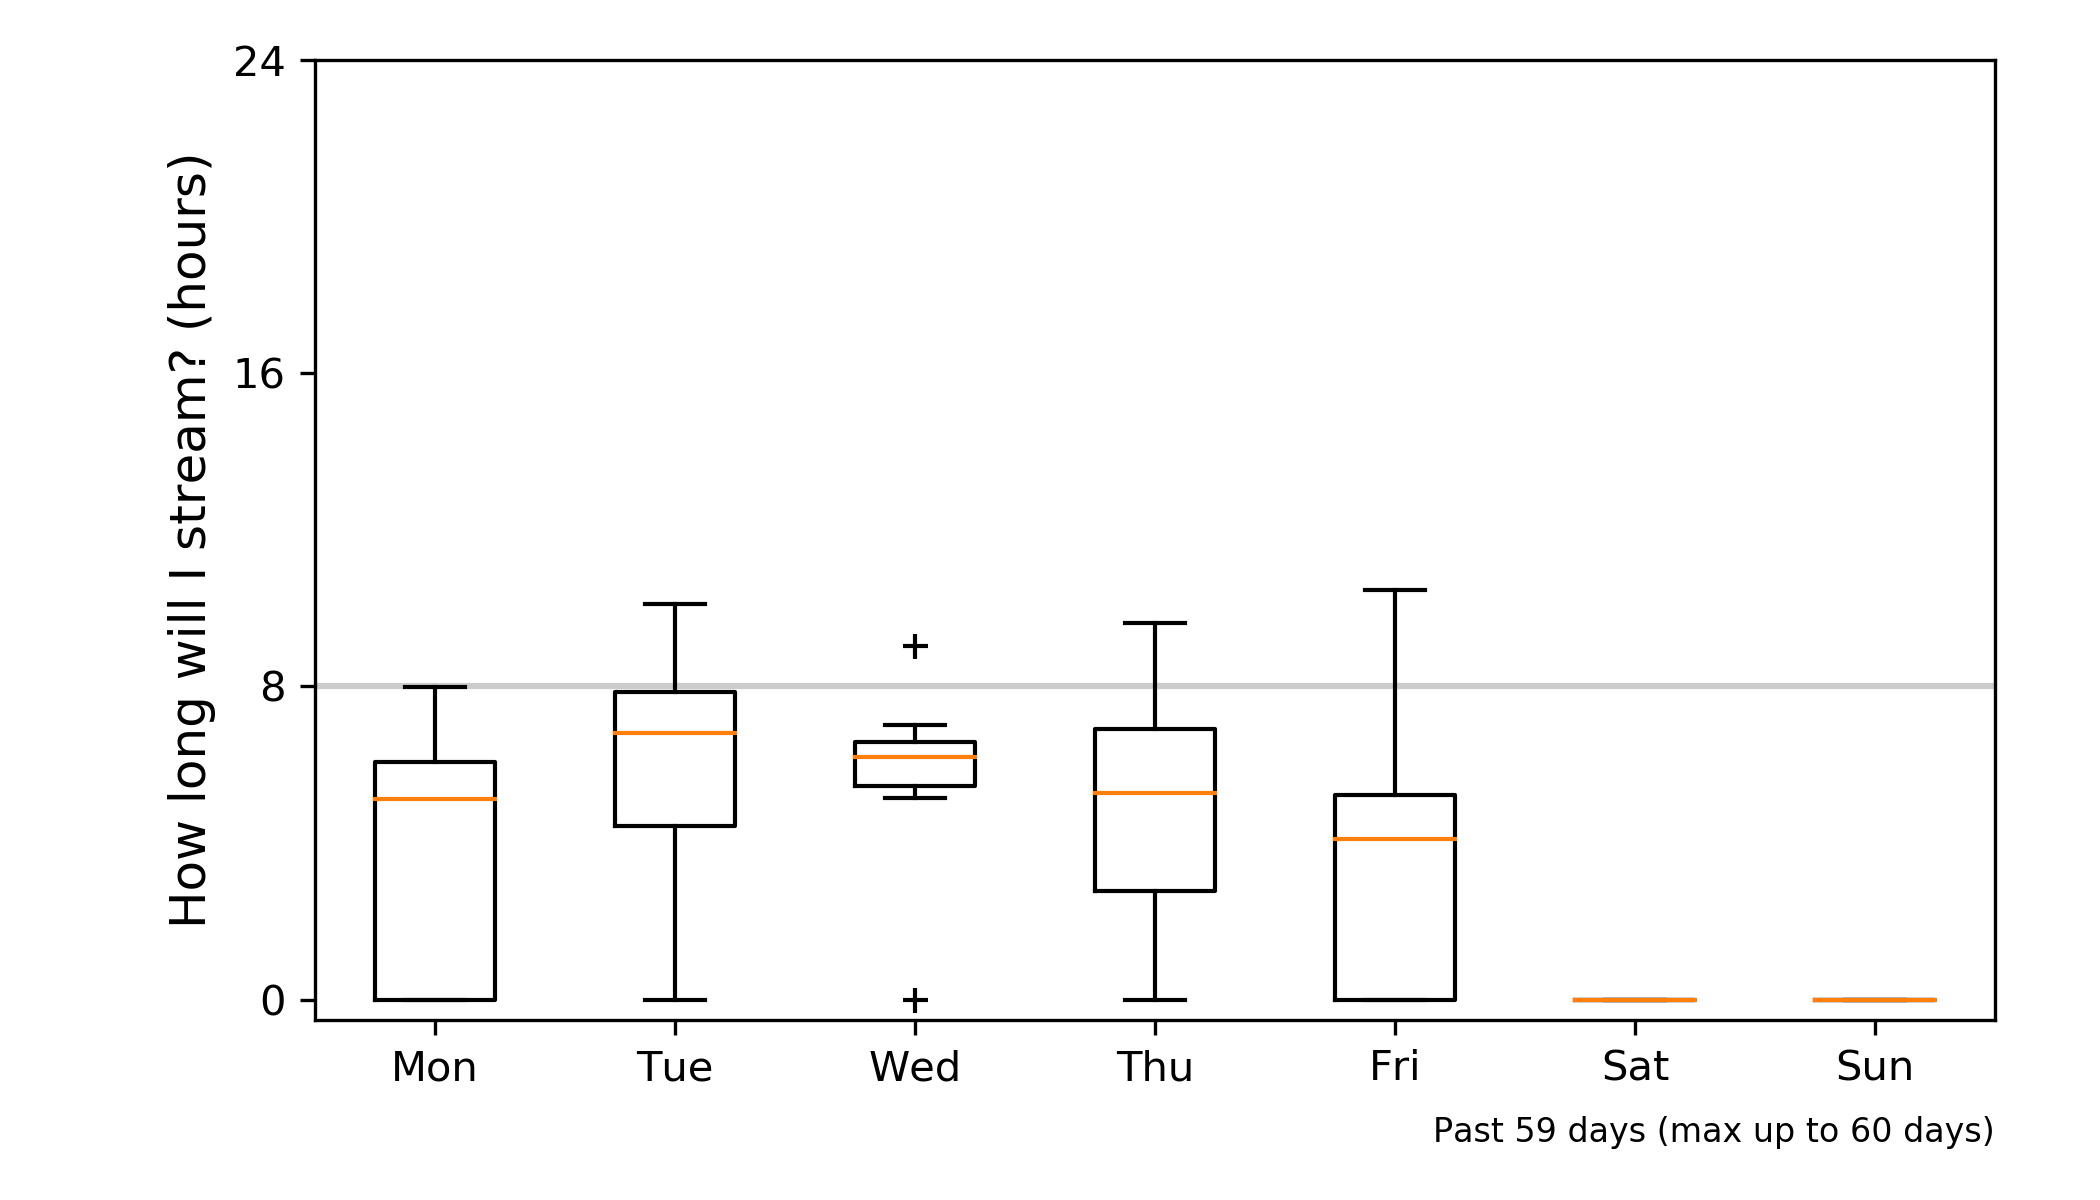 How long will I stream? (hours)
24
16
8
0
Mon Tue Wed Thu Fri Sat Sun
Past 59 days (max up to 60 days)